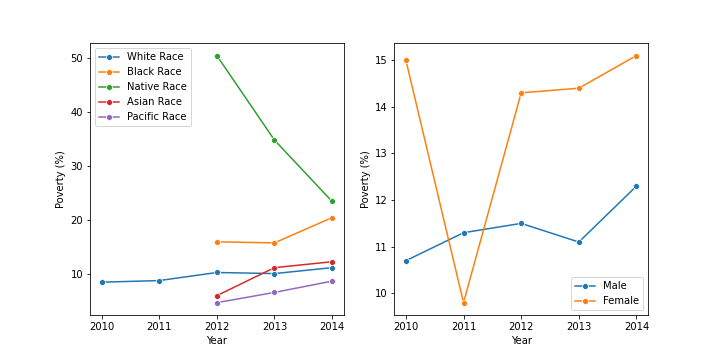 White Race
Black Race
Native Race
Asian Race
Pacific Race
50
40
30
20
10
Poverty (%)
2010 2011 2012 2013 2014
Year
15
14
13
12
11
10
Poverty (%)
Male
Female
2010 2011 2012 2013 2014
Year